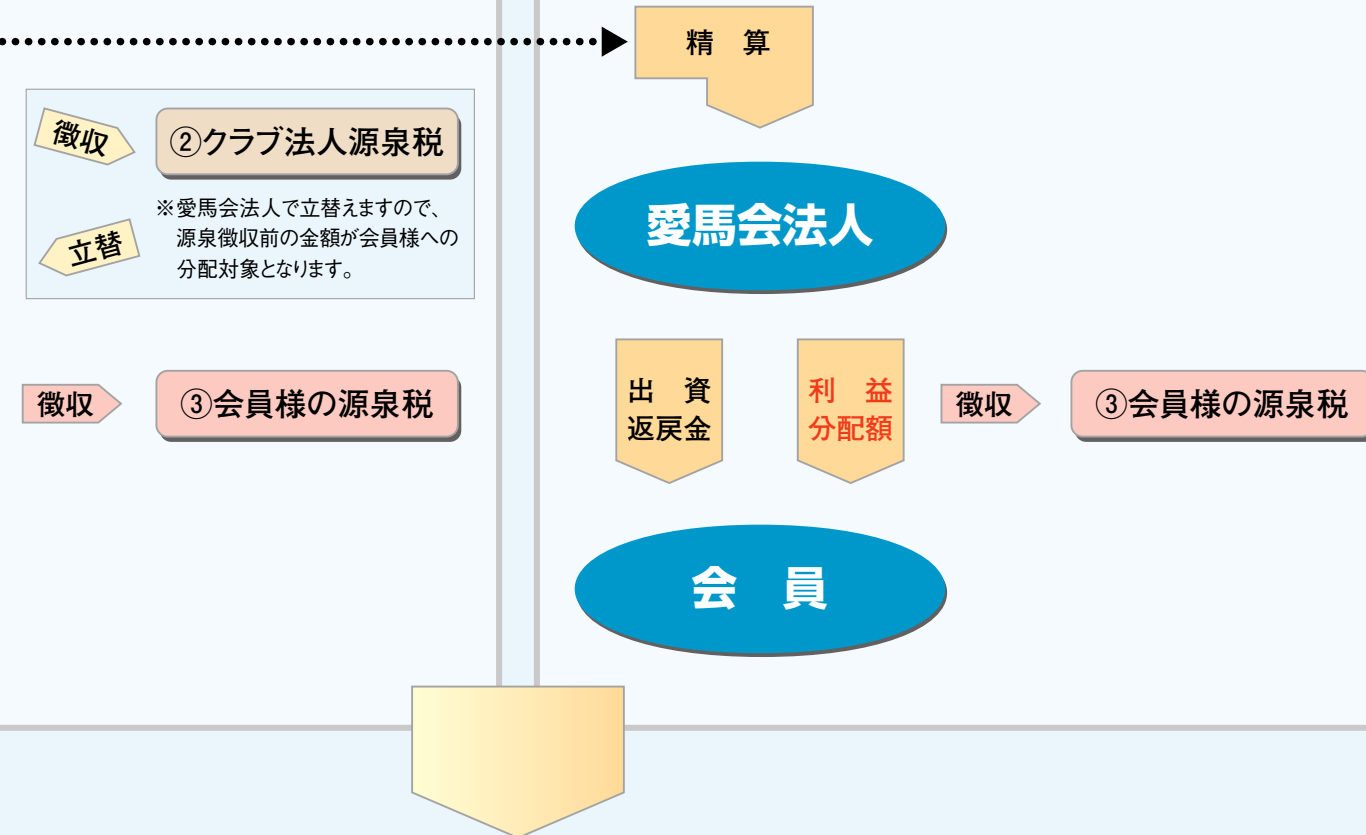 徴収
②クラブ法人源泉税
※愛馬会法人で立替えますので、
源泉徴収前の金額が会員様への
分配対象となります。
立替
徴収
③会員様の源泉税
精　算
愛馬会法人
出　資
返戻金
利　益
分配額
徴収
③会員様の源泉税
会　員